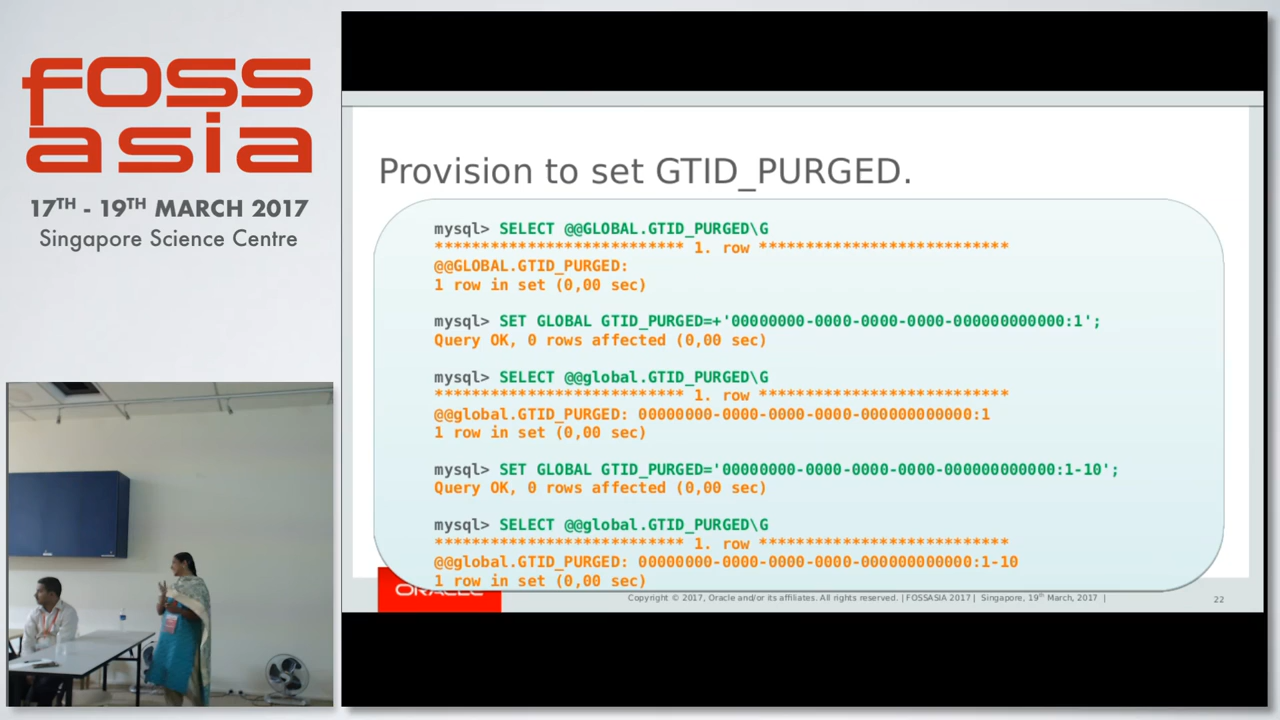 foss
asia
17TH - 19TH MARCH 2017
Singapore Science Centre
Provision to set GTID_PURGED.
mysql> SELECT @@GLOBAL.GTID_PURGED\G
*************************** 1. row ***************************
@@GLOBAL.GTID_PURGED:
1 row in set (0,00 sec)
mysql> SET GLOBAL GTID_PURGED=+'00000000-0000-0000-0000-000000000000:1';
Query OK, 0 rows affected (0,00 sec)
mysql> SELECT @@global.GTID_PURGED\G
*************************** 1. row ***************************
@@global.GTID_PURGED: 00000000-0000-0000-0000-000000000000:1
1 row in set (0,00 sec)
mysql> SET GLOBAL GTID_PURGED='00000000-0000-0000-0000-000000000000:1-10';
Query OK, 0 rows affected (0,00 sec)
mysql> SELECT @@global.GTID_PURGED\G
*************************** 1. row ***************************
@@global.GTID_PURGED: 00000000-0000-0000-0000-000000000000:1-10
1 row in set (0,00 sec)
ORACLE
Copyright © 2017, Oracle and/or its affiliates. All rights reserved. | FOSSASIA 2017 | Singapore, 19th March, 2017 |
22